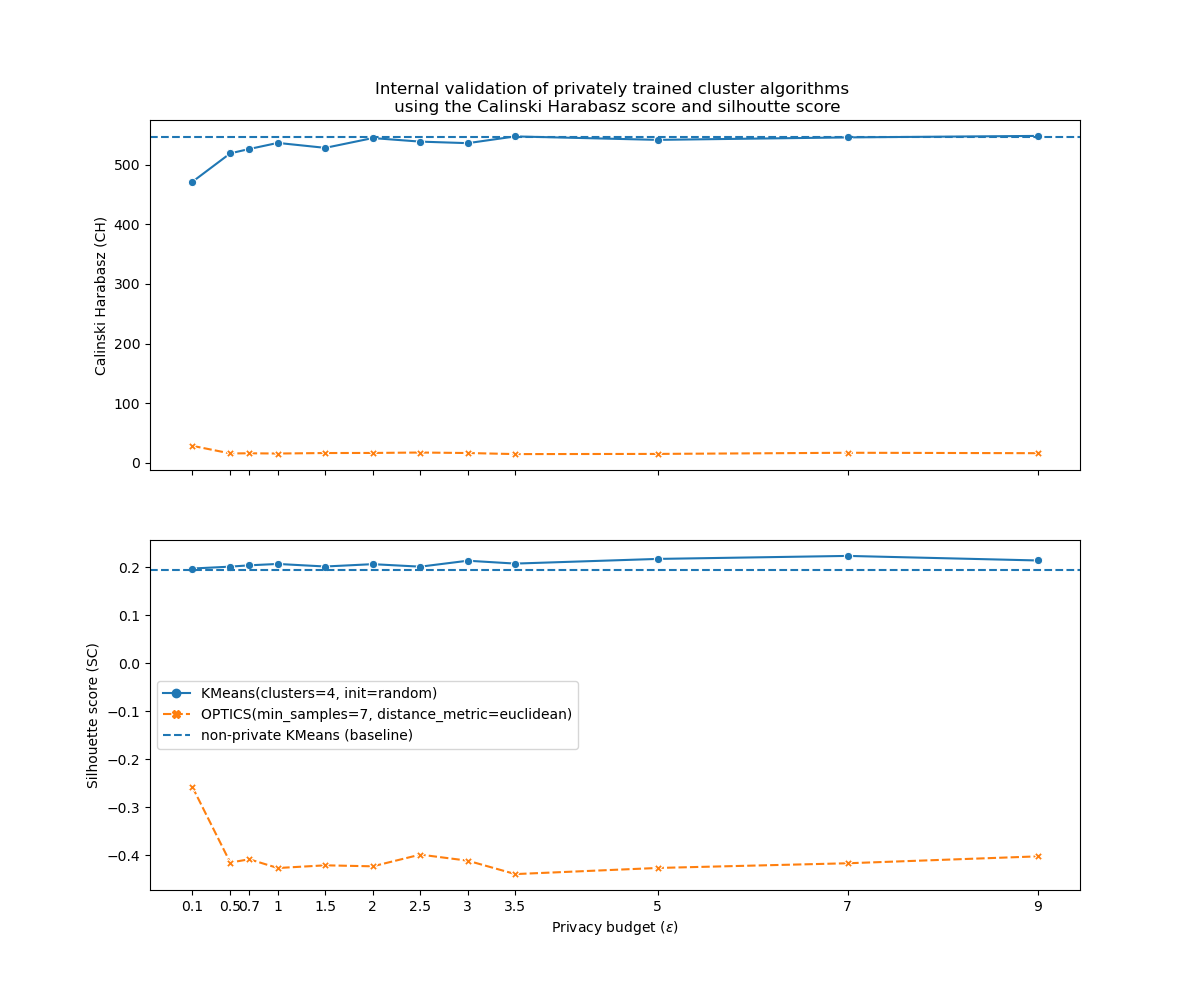 Internal validation of privately trained cluster algorithms
using the Calinski Harabasz score and silhoutte score
Calinski Harabasz (CH)
500
400
300
200
100
0
Silhouette score (SC)
0.2
0.1
0.0
−0.1
−0.2
−0.3
−0.4
KMeans(clusters=4, init=random)
OPTICS(min_samples=7, distance_metric=euclidean)
non-private KMeans (baseline)
0.1 0.5 0.7 1 1.5 2 2.5 3 3.5 5 7 9
Privacy budget (ε)